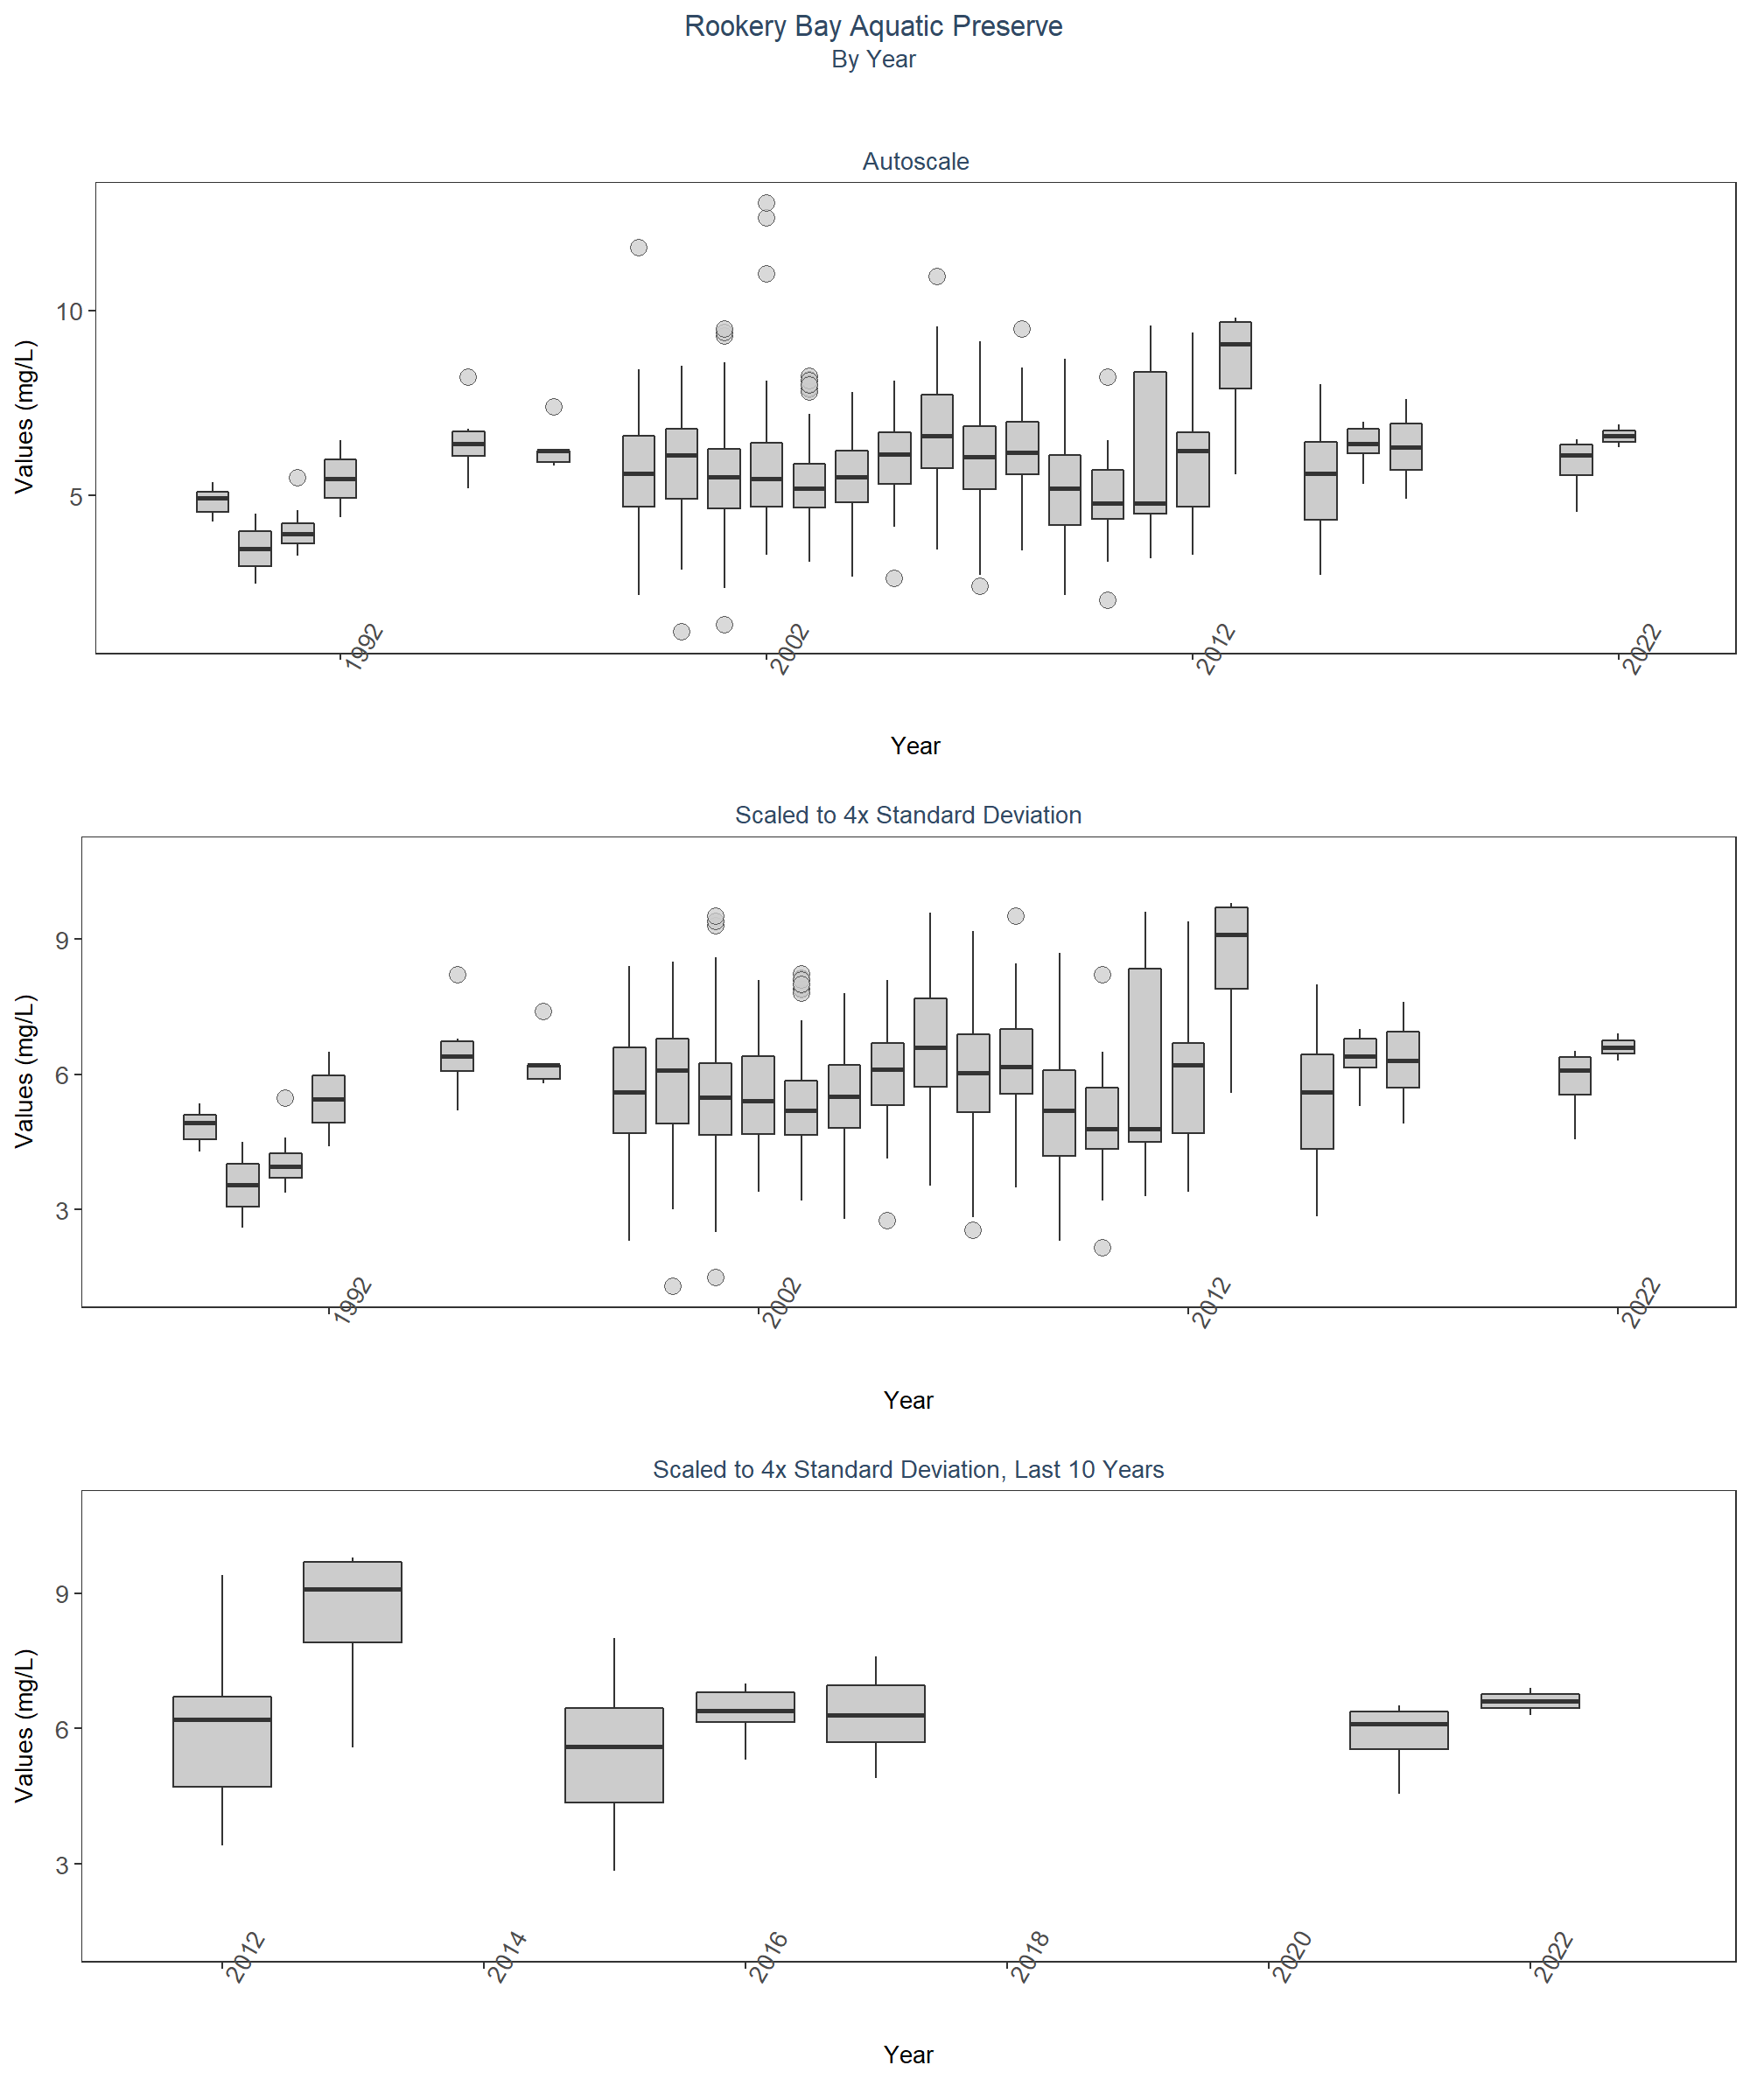 Rookery Bay Aquatic Preserve
By Year
Autoscale
Values (mg/L)
10
5
1992
2002
2012
2022
Year
Scaled to 4x Standard Deviation
Values (mg/L)
9
6
3
1992
2002
2012
2022
Year
Scaled to 4x Standard Deviation, Last 10 Years
Values (mg/L)
9
6
3
2012
2014
2016
2018
2020
2022
Year